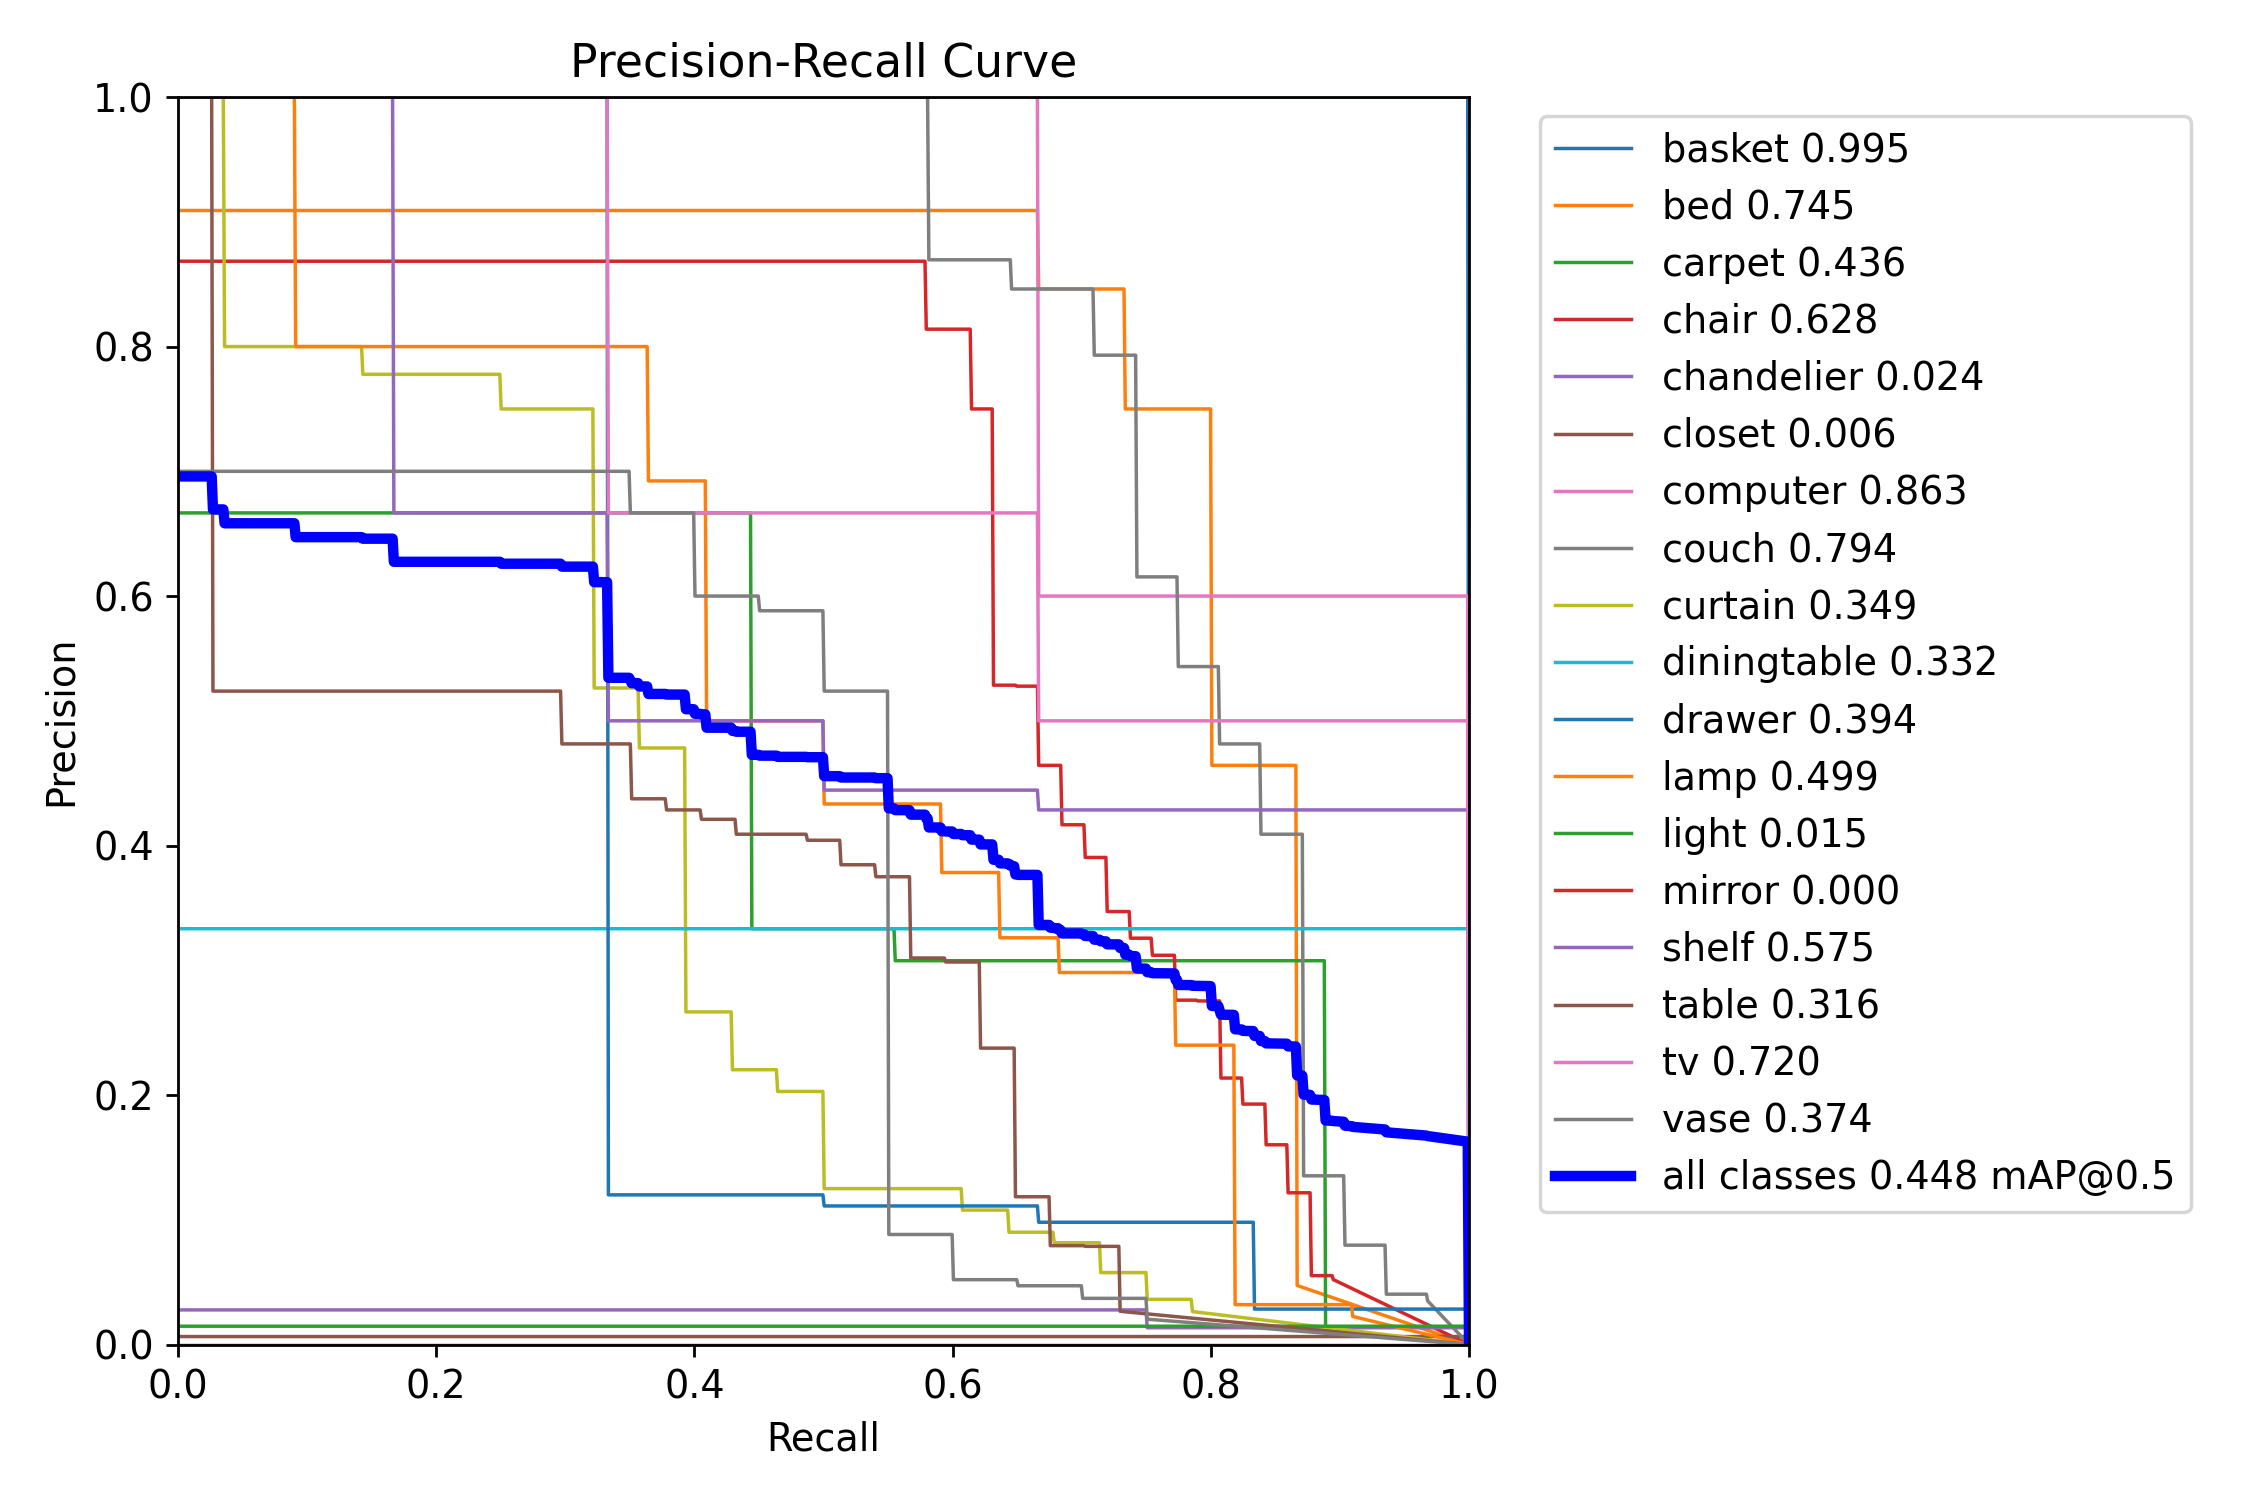 Precision-Recall Curve
1.0
0.8
0.6
0.4
0.2
0.0
Precision
0.0 0.2 0.4 0.6 0.8 1.0
Recall
basket 0.995
bed 0.745
carpet 0.436
chair 0.628
chandelier 0.024
closet 0.006
computer 0.863
couch 0.794
curtain 0.349
diningtable 0.332
drawer 0.394
lamp 0.499
light 0.015
mirror 0.000
shelf 0.575
table 0.316
tv 0.720
vase 0.374
all classes 0.448 mAP@0.5